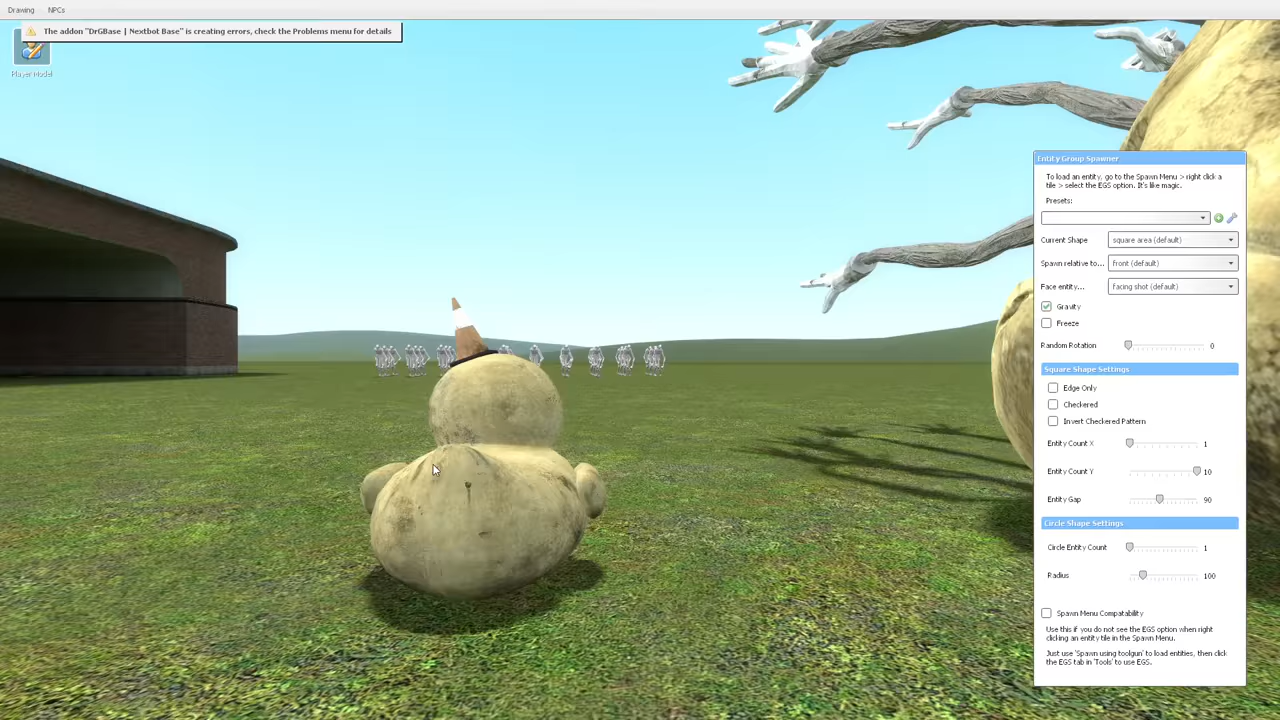 Drawing NPCs
The addon "DrGBase | Nextbot Base" is creating errors, check the Problems menu for details
Player Model
Entity Group Spawner
To load an entity, go to the Spawn Menu > right click a
tile > select the EGS option. It's like magic.
Presets:
Current Shape square area (default)
Spawn relative to... front (default)
Face entity... facing shot (default)
Gravity
Freeze
Random Rotation 0
Square Shape Settings
Edge Only
Checkered
Invert Checkered Pattern
Entity Count X 1
Entity Count Y 10
Entity Gap 90
Circle Shape Settings
Circle Entity Count 1
Radius 100
Spawn Menu Compatability
Use this if you do not see the EGS option when right
clicking an entity tile in the Spawn Menu.
Just use 'Spawn using toolgun' to load entities, then click
the EGS tab in 'Tools' to use EGS.